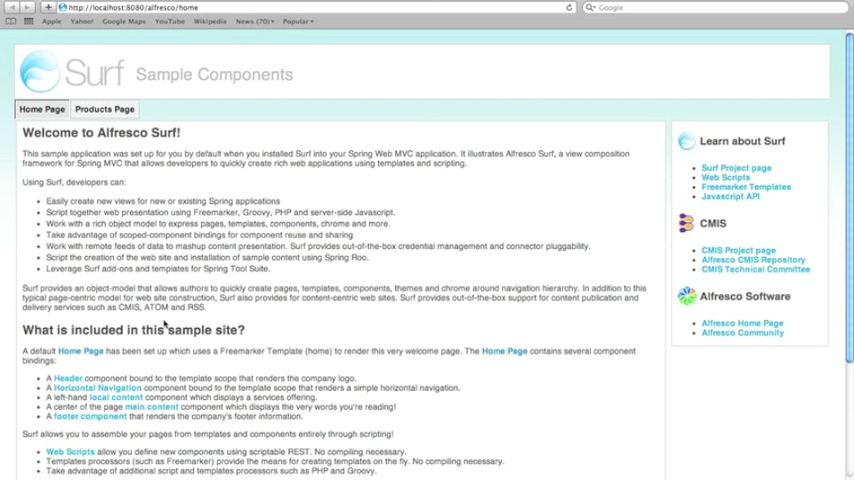 http://localhost:8080/alfresco/home
Google
Apple Yahoo! Google Maps YouTube Wikipedia News (70) Popular
Surf Sample Components
Home Page Products Page
Welcome to Alfresco Surf!
This sample application was set up for you by default when you installed Surf into your Spring Web MVC application. It illustrates Alfresco Surf, a view composition
framework for Spring MVC that allows developers to quickly create rich web applications using templates and scripting.
Using Surf, developers can:
Easily create new views for new or existing Spring applications
Script together web presentation using Freemarker, Groovy, PHP and server-side Javascript.
Work with a rich object model to express pages, templates, components, chrome and more.
Take advantage of scoped-component bindings for component reuse and sharing
Work with remote feeds of data to mashup content presentation. Surf provides out-of-the-box credential management and connector pluggability.
Script the creation of the web site and installation of sample content using Spring Roo.
Leverage Surf add-ons and templates for Spring Tool Suite.
Surf provides an object-model that allows authors to quickly create pages, templates, components, themes and chrome around navigation hierarchy. In addition to this
typical page-centric model for web site construction, Surf also provides for content-centric web sites. Surf provides out-of-the-box support for content publication and
delivery services such as CMIS, ATOM and RSS.
What is included in this sample site?
A default Home Page has been set up which uses a Freemarker Template (home) to render this very welcome page. The Home Page contains several component
bindings:
A Header component bound to the template scope that renders the company logo.
A Horizontal Navigation component bound to the template scope that renders a simple horizontal navigation.
A left-hand local content component which displays a services offering.
A center of the page main content component which displays the very words you're reading!
A footer component that renders the company's footer information.
Surf allows you to assemble your pages from templates and components entirely through scripting!
Web Scripts allow you define new components using scriptable REST. No compiling necessary.
Templates processors (such as Freemarker) provide the means for creating templates on the fly. No compiling necessary.
Take advantage of additional script and templates processors such as PHP and Groovy.
Learn about Surf
Surf Project page
Web Scripts
Freemarker Templates
Javascript API
CMIS
CMIS Project page
Alfresco CMIS Repository
CMIS Technical Committee
Alfresco Software
Alfresco Home Page
Alfresco Community